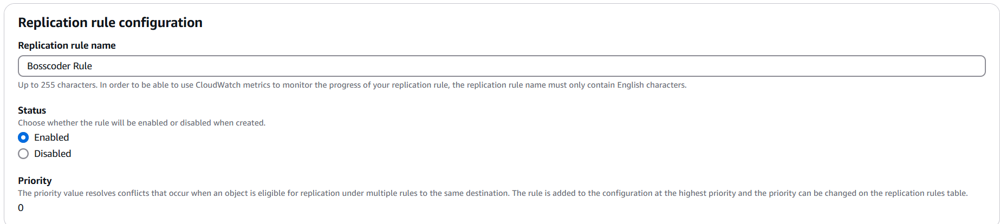 Replication rule configuration
Replication rule name
Bosscoder Rule
Up to 255 characters. In order to be able to use CloudWatch metrics to monitor the progress of your replication rule, the replication rule name must only contain English characters.
Status
Choose whether the rule will be enabled or disabled when created.
Enabled
Disabled
Priority
The priority value resolves conflicts that occur when an object is eligible for replication under multiple rules to the same destination. The rule is added to the configuration at the highest priority and the priority can be changed on the replication rules table.
0